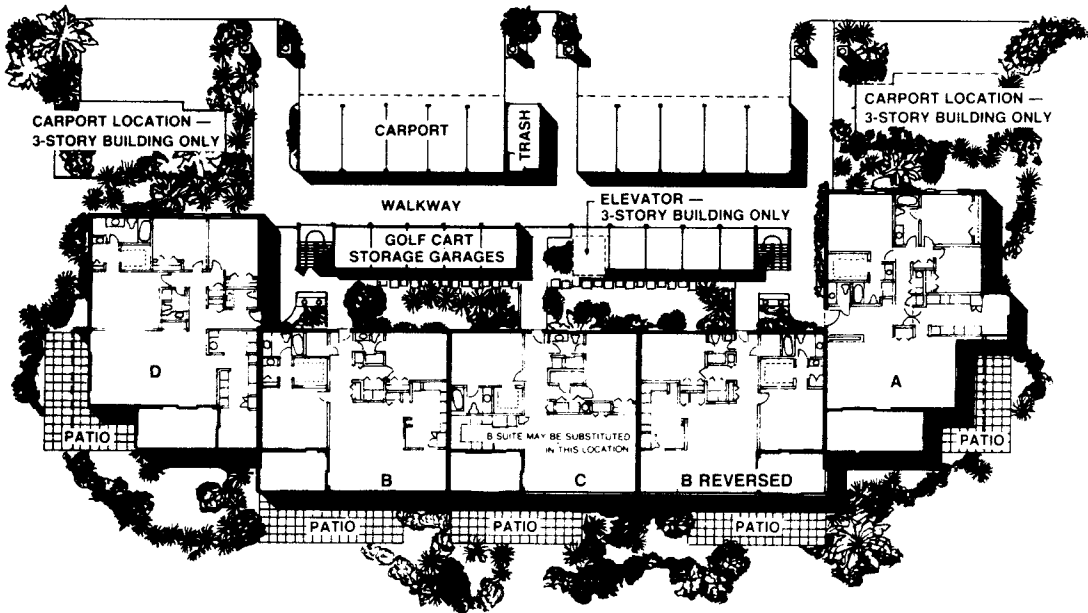 CARPORT LOCATION —
3-STORY BUILDING ONLY
CARPORT
TRASH
CARPORT LOCATION —
3-STORY BUILDING ONLY
WALKWAY
ELEVATOR —
3-STORY BUILDING ONLY
GOLF CART
STORAGE GARAGES
D
A
PATIO
B SUITE MAY BE SUBSTITUTED
IN THIS LOCATION
PATIO
B
C
B REVERSED
PATIO
PATIO
PATIO